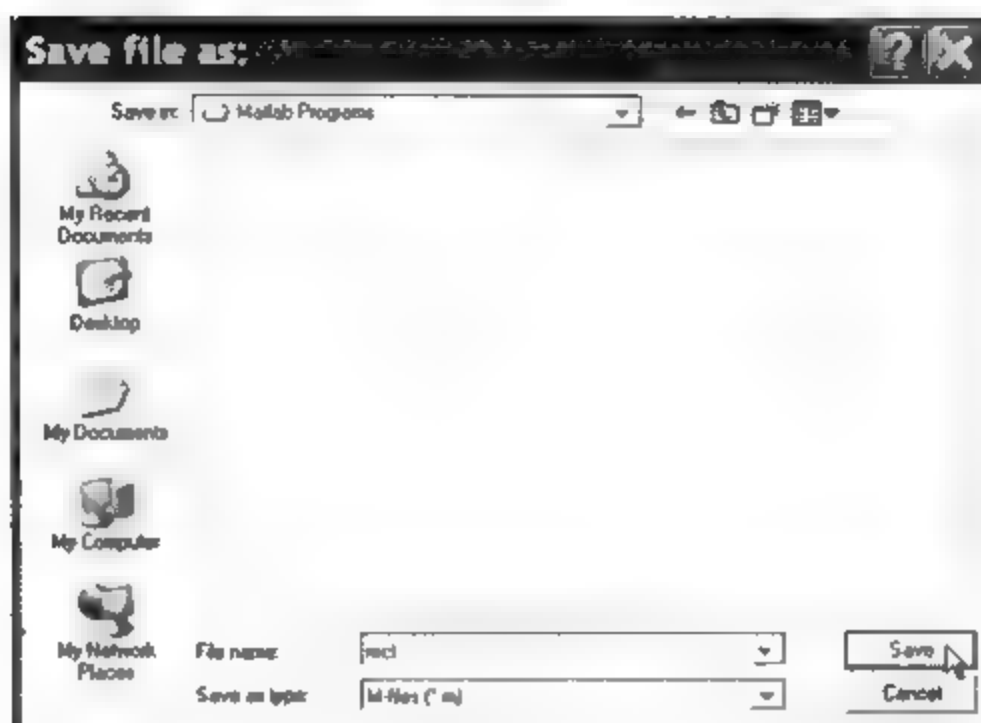 Save file as:
Save in: Matlab Programs
My Recent
Documents
Desktop
My Documents
My Computer
My Network
Places
File name: rect
Save as type: M-files (*.m)
Save
Cancel